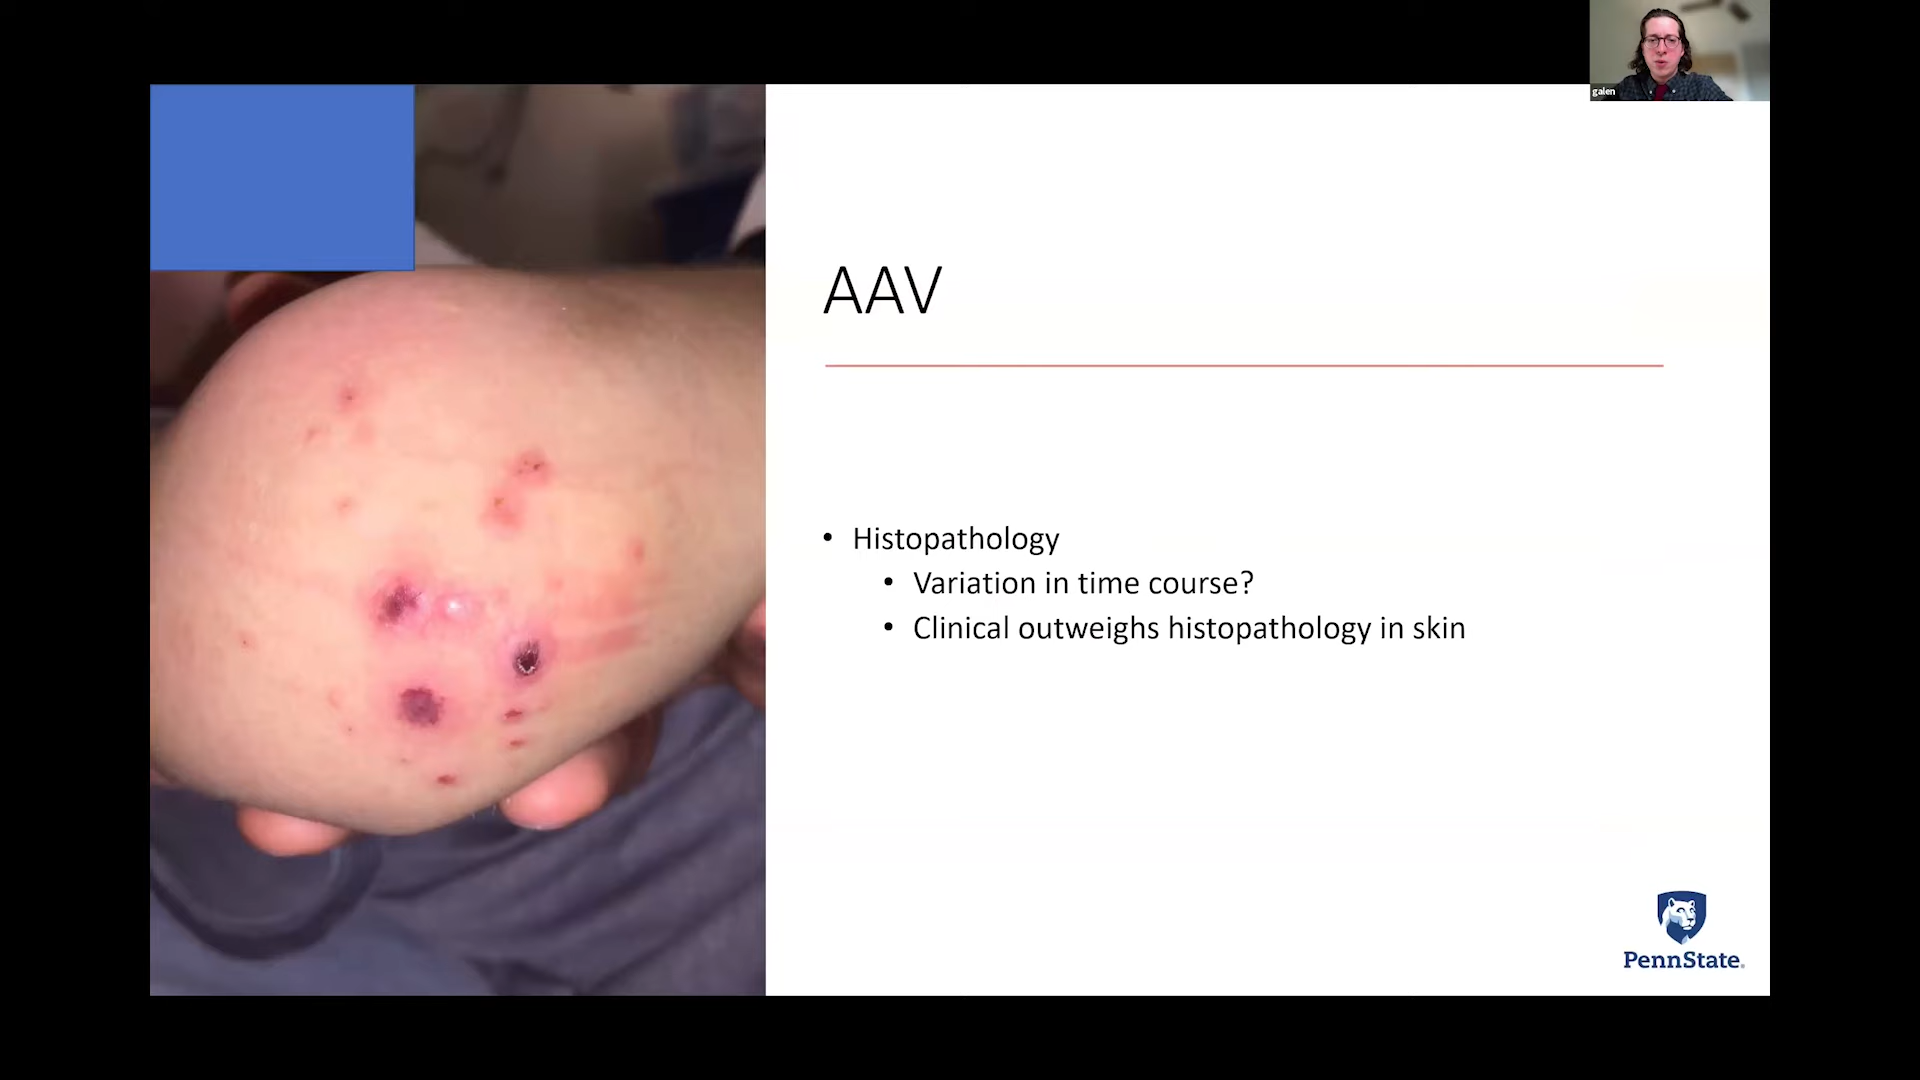 galen
AAV
• Histopathology
• Variation in time course?
• Clinical outweighs histopathology in skin
PennState